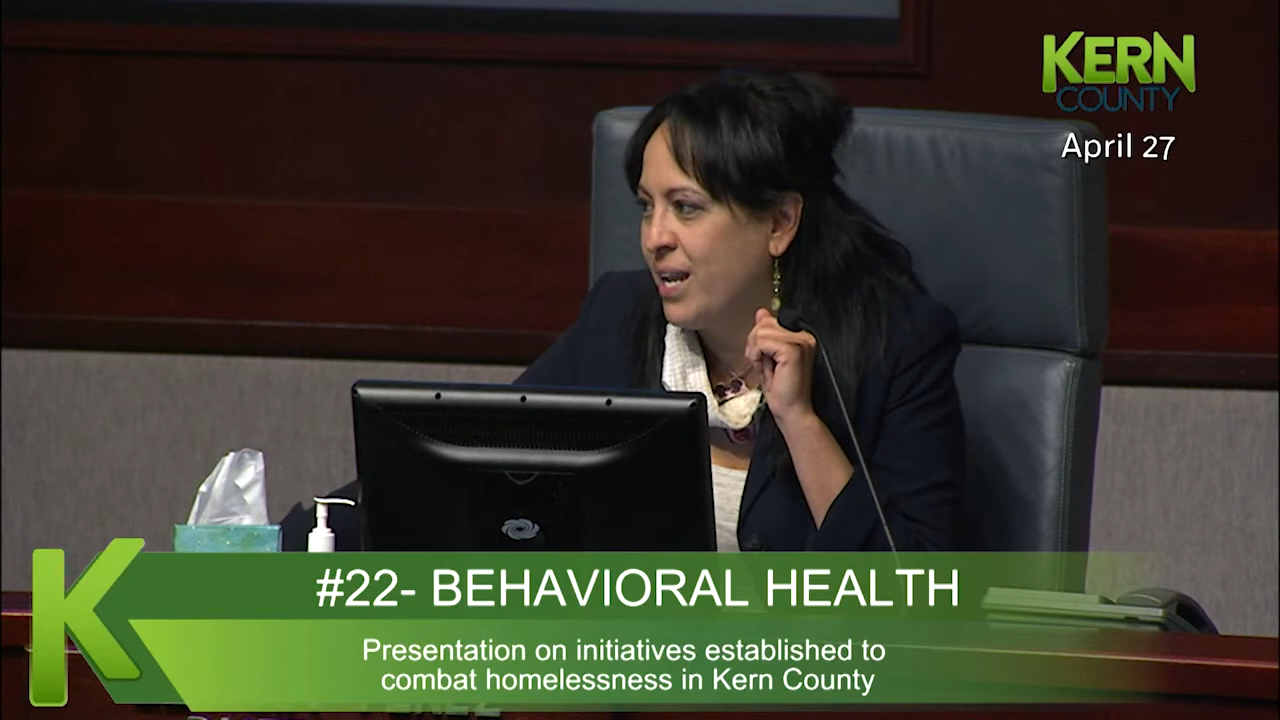 KERN
COUNTY
April 27
#22- BEHAVIORAL HEALTH
Presentation on initiatives established to
combat homelessness in Kern County